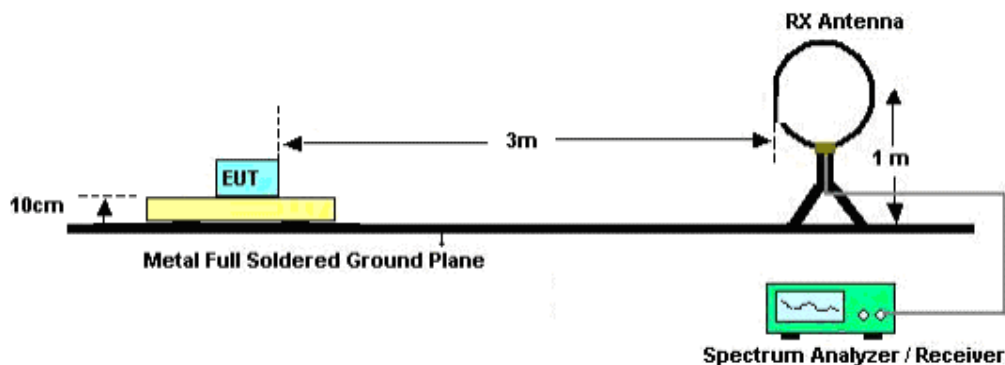 RX Antenna
3m
1 m
EUT
10cm
Metal Full Soldered Ground Plane
Spectrum Analyzer / Receiver